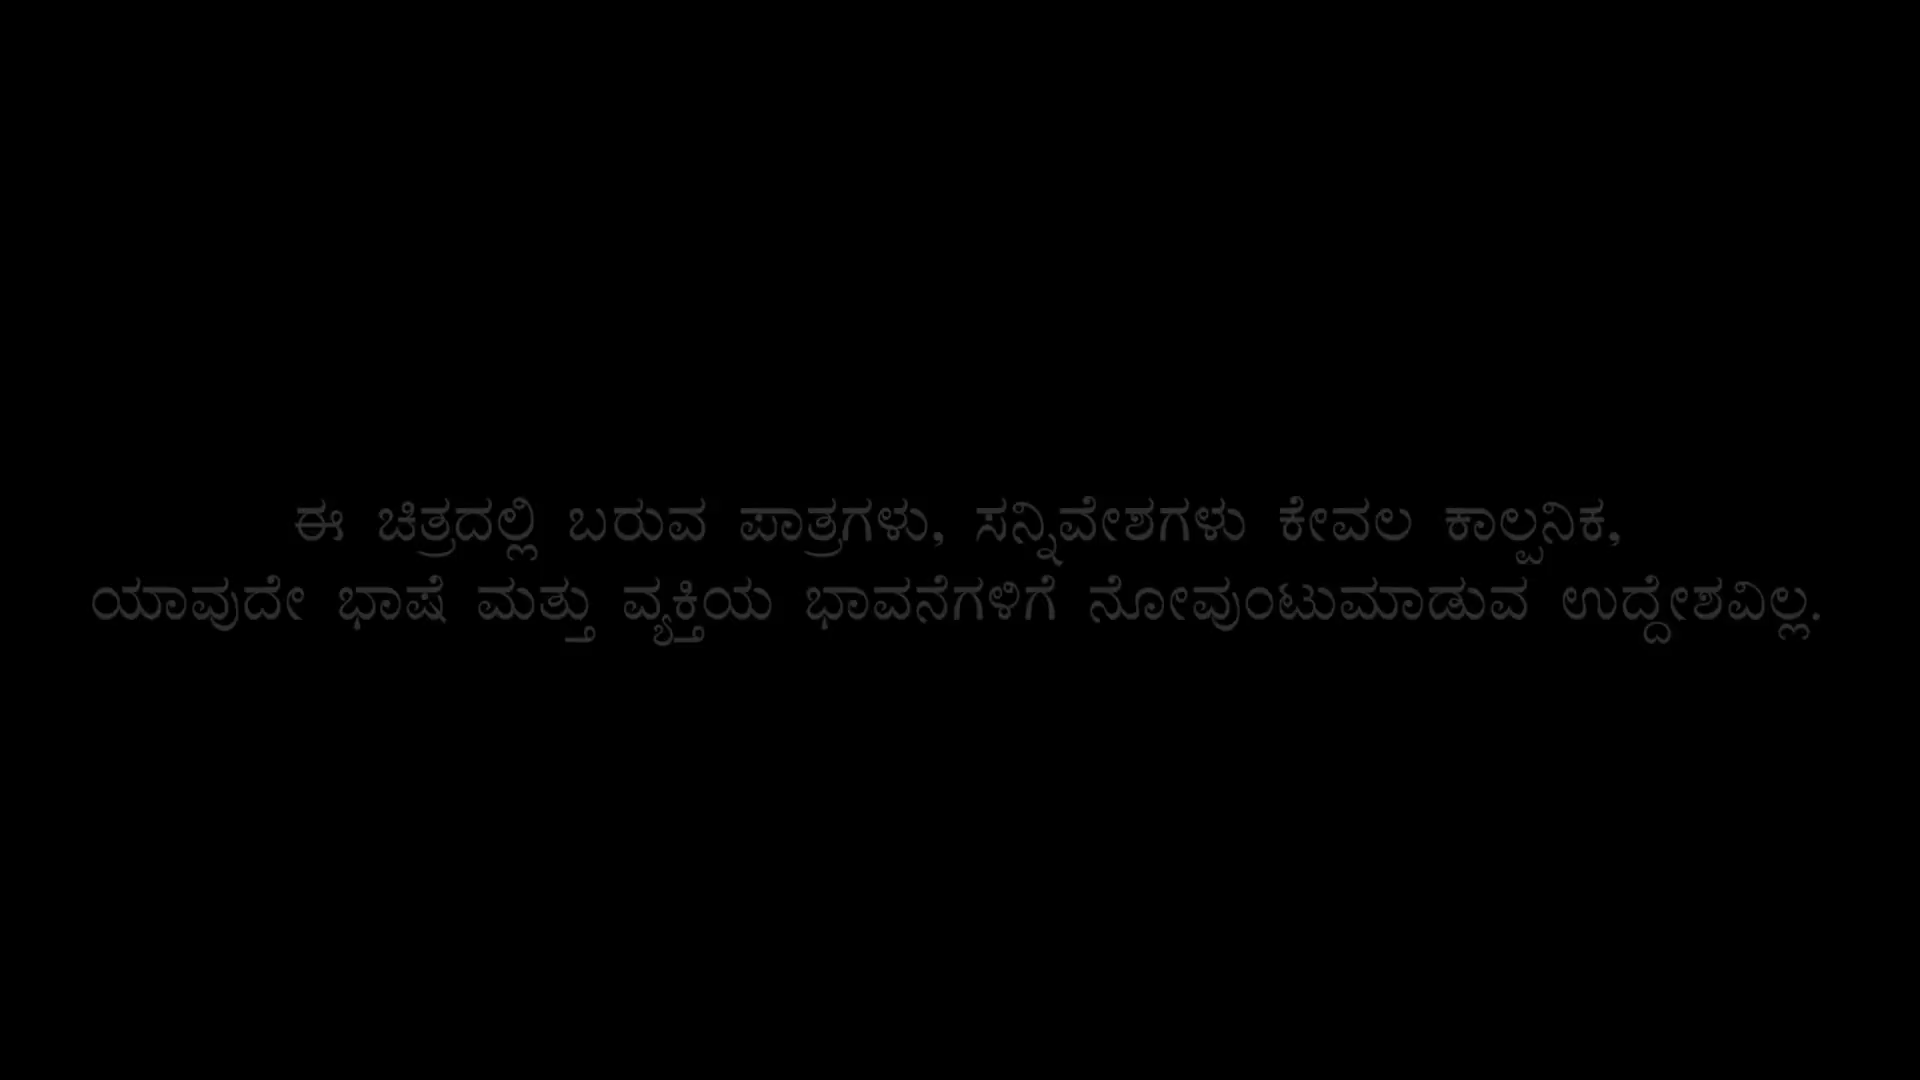 ಈ ಚಿತ್ರದಲ್ಲಿ ಬರುವ ಪಾತ್ರಗಳು, ಸನ್ನಿವೇಶಗಳು ಕೇವಲ ಕಾಲ್ಪನಿಕ,
ಯಾವುದೇ ಭಾಷೆ ಮತ್ತು ವ್ಯಕ್ತಿಯ ಭಾವನೆಗಳಿಗೆ ನೋವುಂಟುಮಾಡುವ ಉದ್ದೇಶವಿಲ್ಲ.